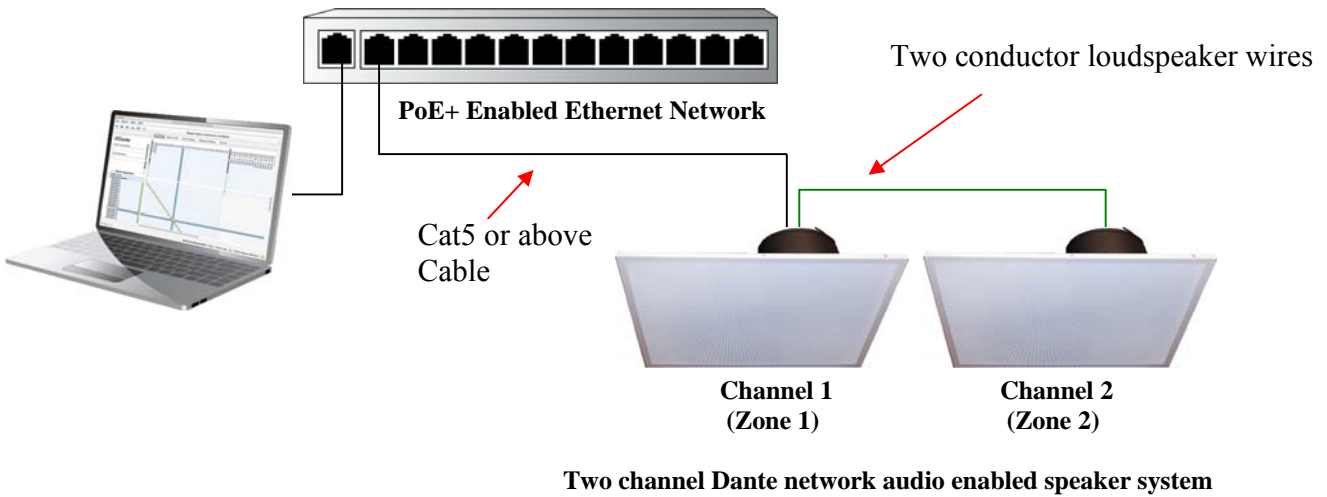 Two conductor loudspeaker wires
PoE+ Enabled Ethernet Network
Cat5 or above
Cable
Channel 1
(Zone 1)
Channel 2
(Zone 2)
Two channel Dante network audio enabled speaker system